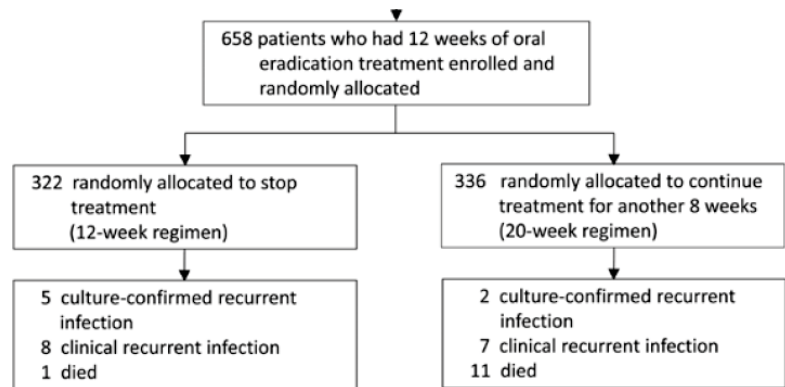 658 patients who had 12 weeks of oral
eradication treatment enrolled and
randomly allocated
322 randomly allocated to stop
treatment
(12-week regimen)
336 randomly allocated to continue
treatment for another 8 weeks
(20-week regimen)
5 culture-confirmed recurrent
infection
8 clinical recurrent infection
1 died
2 culture-confirmed recurrent
infection
7 clinical recurrent infection
11 died